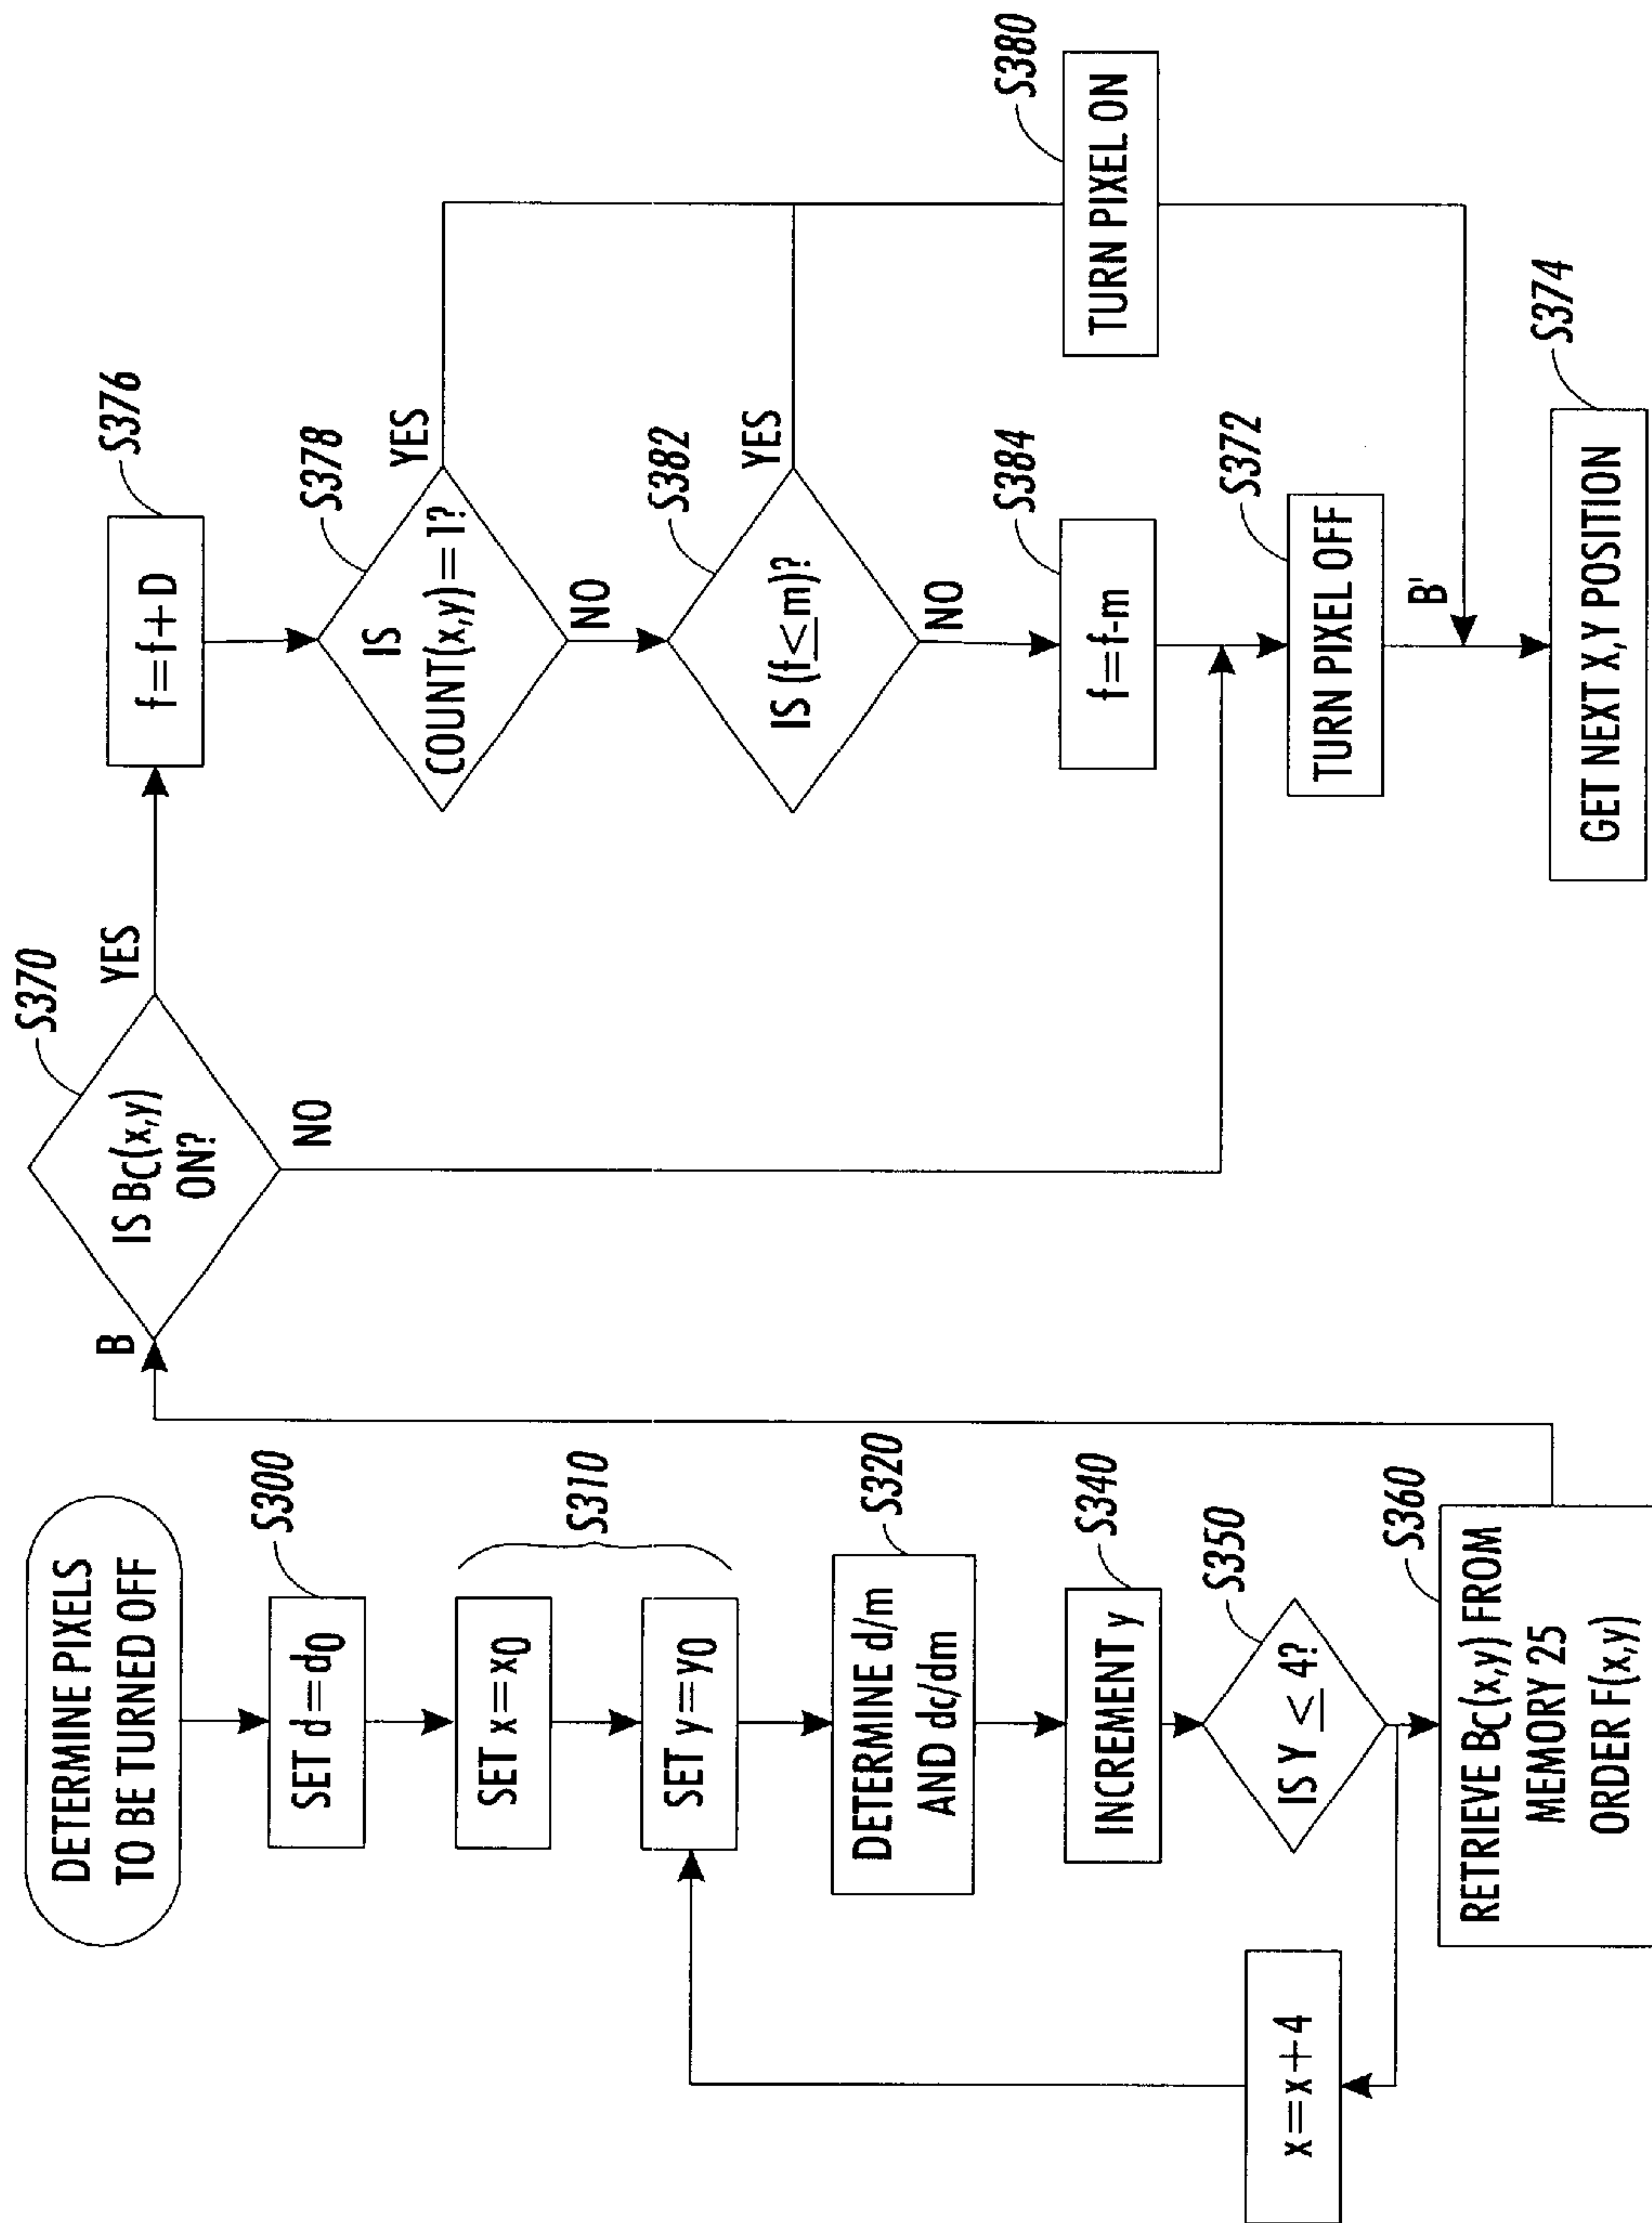 DETERMINE PIXELS
TO BE TURNED OFF
S300
SET d=d0
S310
SET x=x0
SET y=y0
S320
DETERMINE d/m
AND dc/dm
S340
INCREMENT y
S350
IS Y ≤ 4?
x=x+4
S360
RETRIEVE BC(x,y) FROM
MEMORY 25
ORDER F(x,y)
B
S370
IS BC(x,y)
ON?
YES
NO
S376
f=f+D
S378
IS
COUNT(x,y)=1?
YES
NO
S382
IS (f≤m)?
YES
NO
S384
f=f-m
S372
TURN PIXEL OFF
S380
TURN PIXEL ON
B'
S374
GET NEXT X,Y POSITION